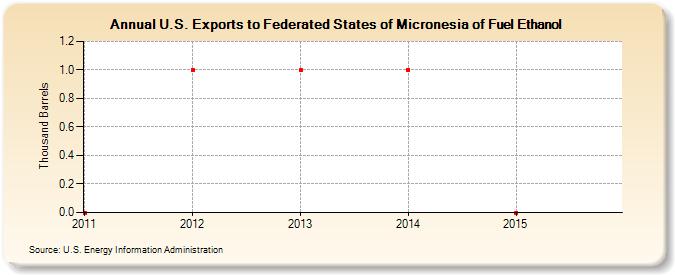 Annual U.S. Exports to Federated States of Micronesia of Fuel Ethanol
Thousand Barrels
1.2
1.0
0.8
0.6
0.4
0.2
0.0
2011 2012 2013 2014 2015
Source: U.S. Energy Information Administration